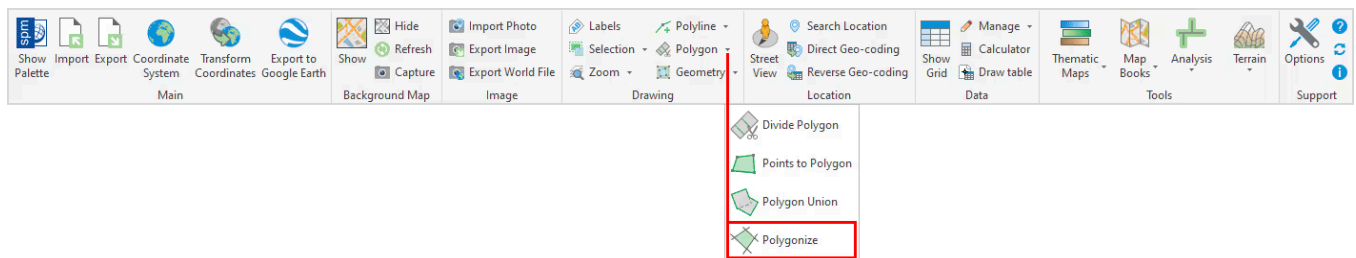 spm
Show Palette
Import
Export
Coordinate System
Transform Coordinates
Export to Google Earth
Main
Show
Hide
Refresh
Capture
Background Map
Import Photo
Export Image
Export World File
Image
Labels
Selection
Zoom
Polyline
Polygon
Geometry
Drawing
Street View
Search Location
Direct Geo-coding
Reverse Geo-coding
Location
Show Grid
Manage
Calculator
Draw table
Data
Thematic Maps
Map Books
Analysis
Terrain
Tools
Options
Support
Divide Polygon
Points to Polygon
Polygon Union
Polygonize